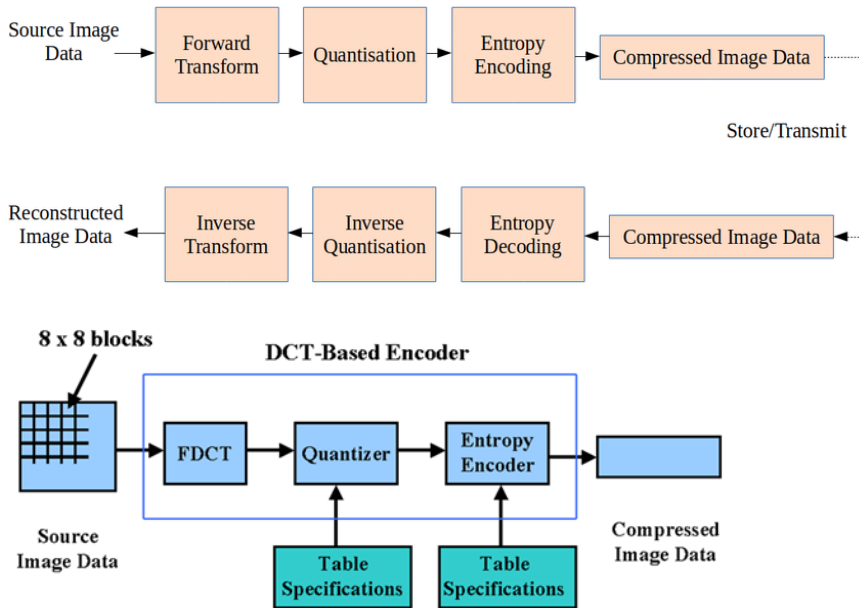 Source Image
Data
Forward
Transform
Quantisation
Entropy
Encoding
Compressed Image Data
Store/Transmit
Reconstructed
Image Data
Inverse
Transform
Inverse
Quantisation
Entropy
Decoding
Compressed Image Data
8 x 8 blocks
DCT-Based Encoder
FDCT
Quantizer
Entropy
Encoder
Source
Image Data
Compressed
Image Data
Table
Specifications
Table
Specifications